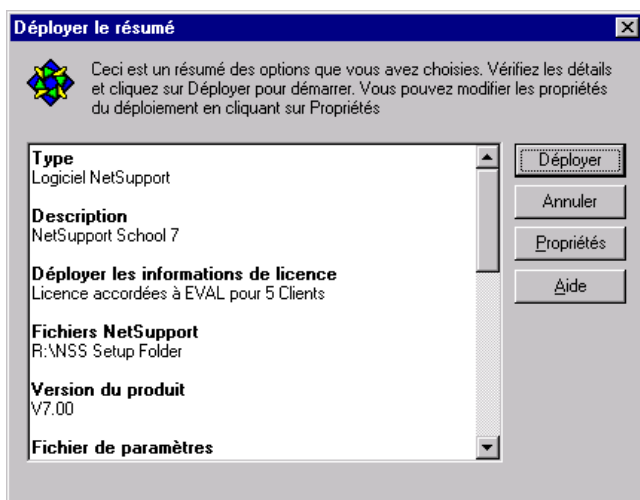 Déployer le résumé
Ceci est un résumé des options que vous avez choisies. Vérifiez les détails
et cliquez sur Déployer pour démarrer. Vous pouvez modifier les propriétés
du déploiement en cliquant sur Propriétés
Type
Logiciel NetSupport
Description
NetSupport School 7
Déployer les informations de licence
Licence accordées à EVAL pour 5 Clients
Fichiers NetSupport
R:\NSS Setup Folder
Version du produit
V7.00
Fichier de paramètres
Déployer
Annuler
Propriétés
Aide